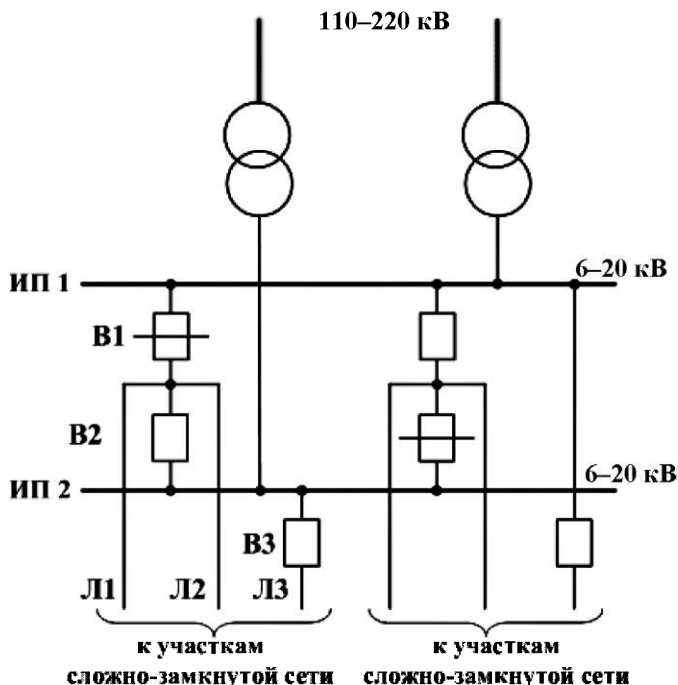 110–220 кВ
ИП 1
6–20 кВ
В1
В2
ИП 2
6–20 кВ
В3
Л1
Л2
Л3
к участкам
сложно-замкнутой сети
к участкам
сложно-замкнутой сети